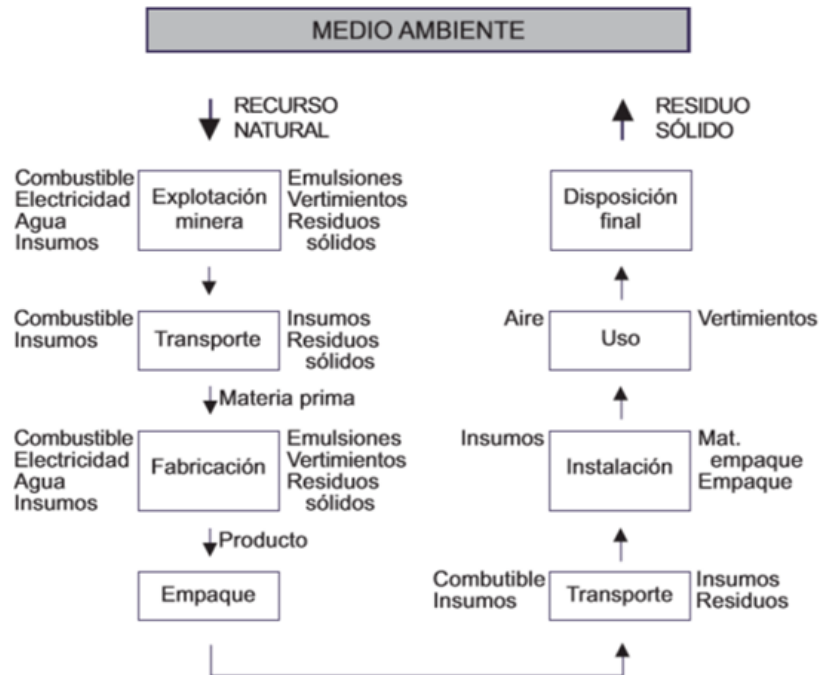 MEDIO AMBIENTE
RECURSO
NATURAL
Combustible
Electricidad
Agua
Insumos
Explotación
minera
Emulsiones
Vertimientos
Residuos
sólidos
Combustible
Insumos
Transporte
Insumos
Residuos
sólidos
Materia prima
Combustible
Electricidad
Agua
Insumos
Fabricación
Emulsiones
Vertimientos
Residuos
sólidos
Producto
Empaque
Combutible
Insumos
Transporte
Insumos
Residuos
Insumos
Instalación
Mat.
empaque
Empaque
Aire
Uso
Vertimientos
Disposición
final
RESIDUO
SÓLIDO